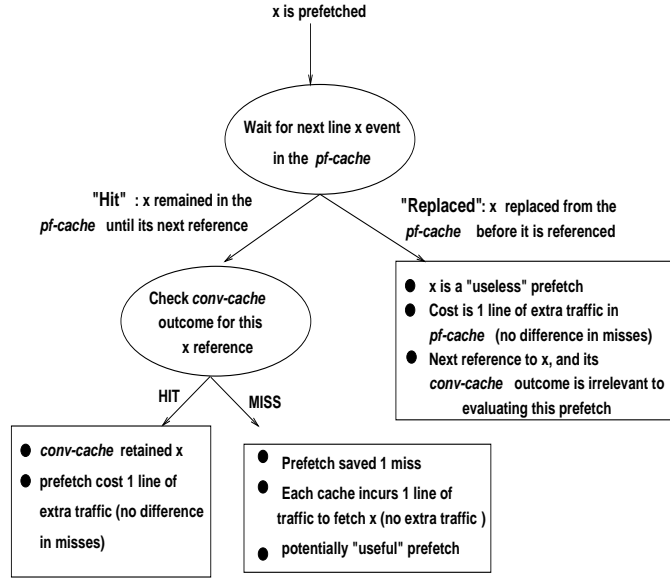 x is prefetched
Wait for next line x event
in the pf-cache
"Hit" : x remained in the
pf-cache until its next reference
"Replaced": x replaced from the
pf-cache before it is referenced
Check conv-cache
outcome for this
x reference
● x is a "useless" prefetch
● Cost is 1 line of extra traffic in
pf-cache (no difference in misses)
● Next reference to x, and its
conv-cache outcome is irrelevant to
evaluating this prefetch
HIT
MISS
● conv-cache retained x
● prefetch cost 1 line of
extra traffic (no difference
in misses)
● Prefetch saved 1 miss
● Each cache incurs 1 line of
traffic to fetch x (no extra traffic )
● potentially "useful" prefetch